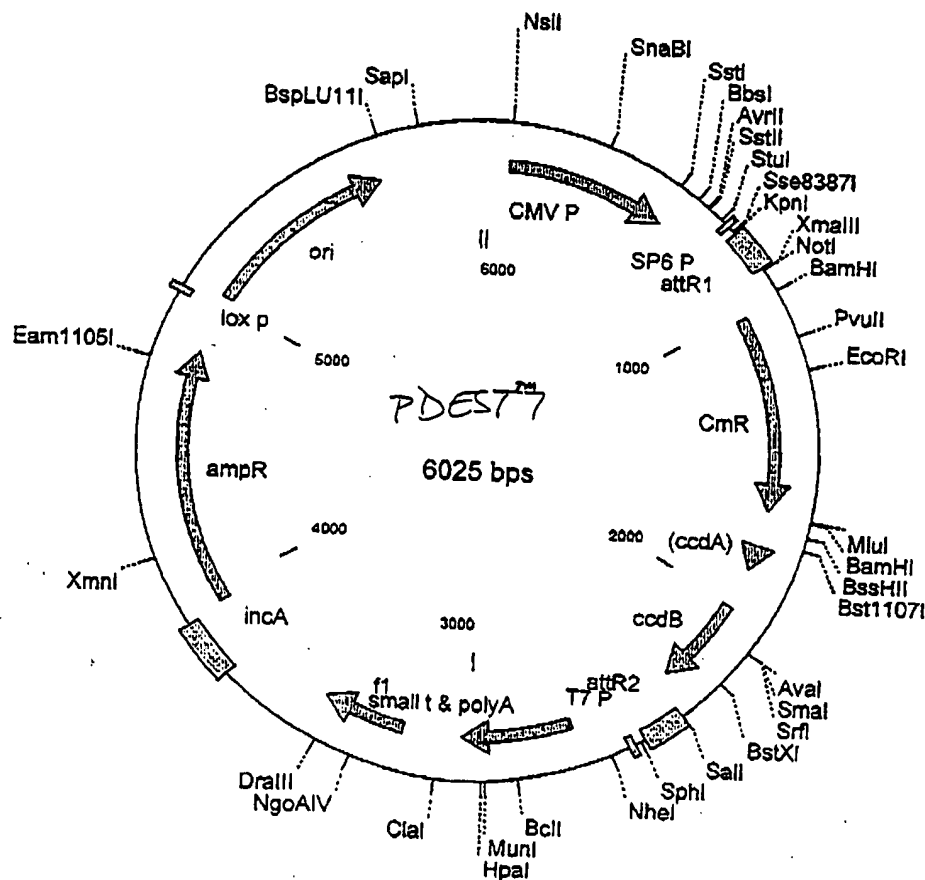 NsiI
SnaBI
SapI
SstI
BspLU11I
BbsI
AvrII
SstII
StuI
Sse8387I
KpnI
XmaIII
NotI
BamHI
CMV P
ori
6000
SP6 P
attR1
lox p
PvuII
Eam1105I
5000
1000
EcoRI
pDEST™7
CmR
6025 bps
ampR
4000
2000
(ccdA)
MluI
BamHI
BssHII
Bst1107I
XmnI
incA
ccdB
3000
attR2
T7 P
f1
small t & polyA
AvaI
SmaI
SrfI
BstXI
SalI
SphI
NheI
DraIII
NgoAIV
ClaI
BclI
MunI
HpaI